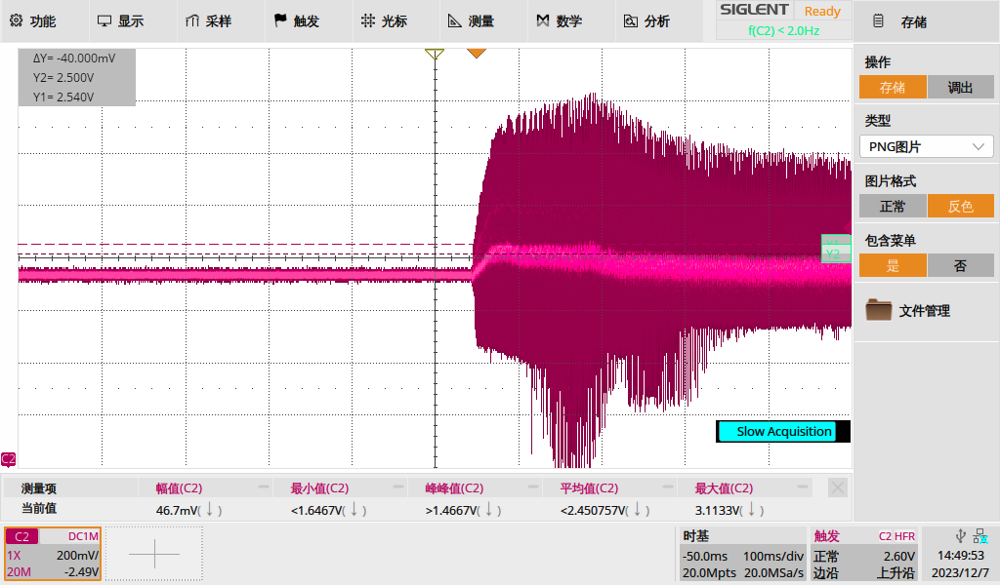 功能 显示 采样 触发 光标 测量 数学 分析
SIGLENT Ready
f(C2) < 2.0Hz
存储
ΔY= -40.000mV
Y2= 2.500V
Y1= 2.540V
操作
存储 调出
类型
PNG图片
图片格式
正常 反色
包含菜单
是 否
文件管理
Y2
Slow Acquisition
C2
测量项 幅值(C2) 最小值(C2) 峰峰值(C2) 平均值(C2) 最大值(C2)
当前值 46.7mV(↓) <1.6467V(↓) >1.4667V(↓) <2.450757V(↓) 3.1133V(↓)
C2 DC1M
1X 200mV/
20M -2.49V
时基
-50.0ms 100ms/div
20.0Mpts 20.0MSa/s
触发 C2 HFR
正常 2.60V
边沿 上升沿
14:49:53
2023/12/7